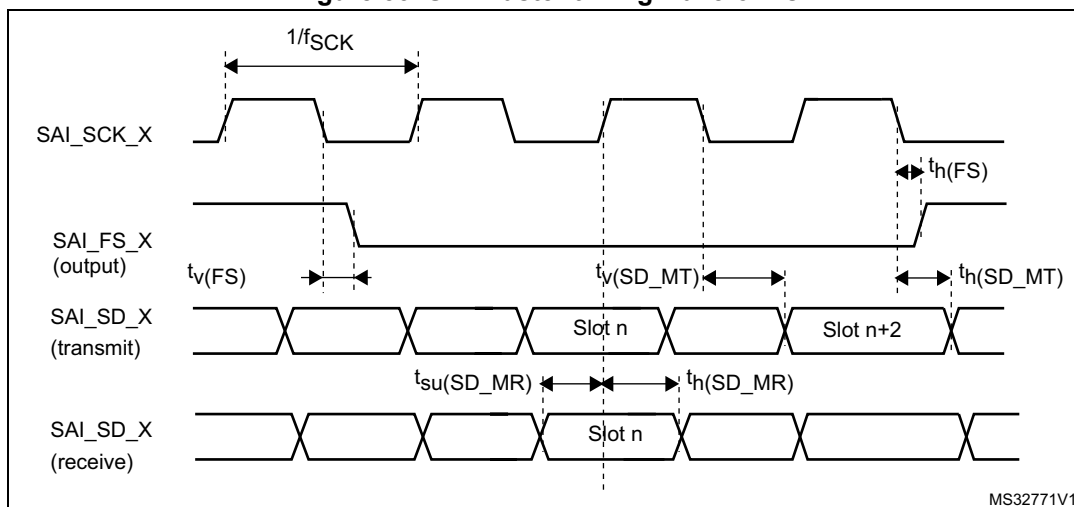 1/fSCK
SAI_SCK_X
th(FS)
SAI_FS_X
(output)
tv(FS)
tv(SD_MT)
th(SD_MT)
SAI_SD_X
(transmit)
Slot n
Slot n+2
tsu(SD_MR)
th(SD_MR)
SAI_SD_X
(receive)
Slot n
MS32771V1